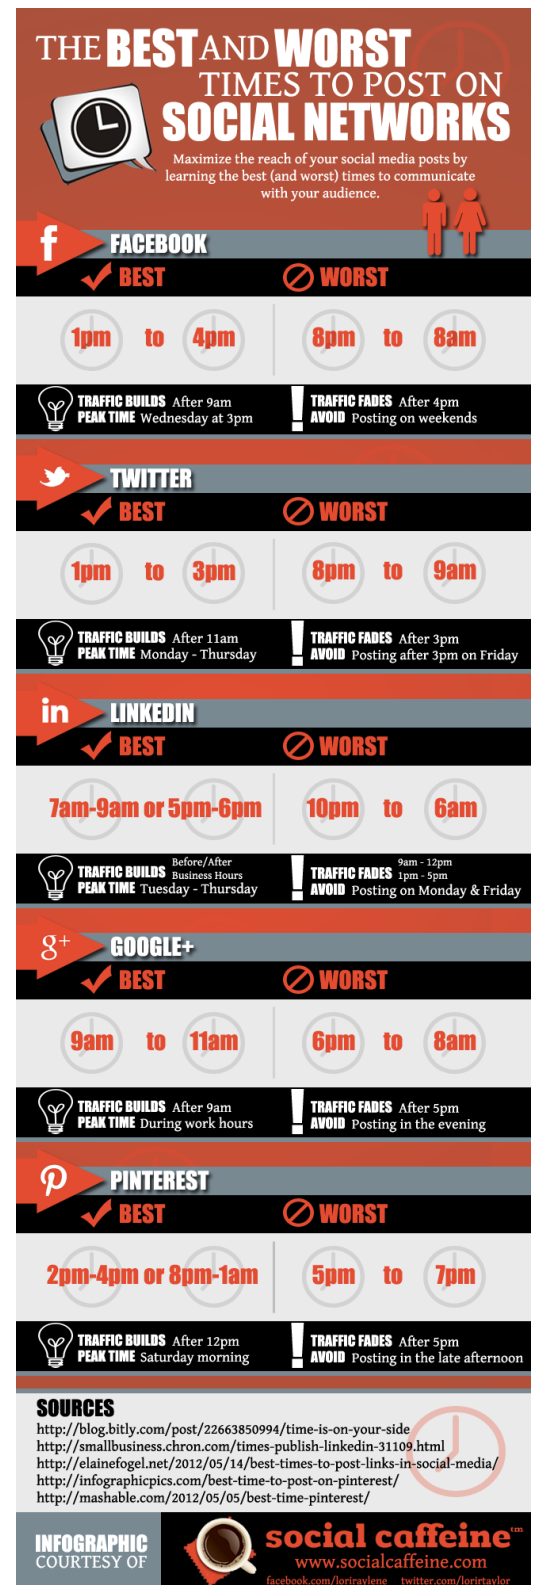 THE BEST AND WORST
TIMES TO POST ON
SOCIAL NETWORKS
Maximize the reach of your social media posts by
learning the best (and worst) times to communicate
with your audience.
f FACEBOOK
BEST WORST
1pm to 4pm 8pm to 8am
TRAFFIC BUILDS After 9am TRAFFIC FADES After 4pm
PEAK TIME Wednesday at 3pm AVOID Posting on weekends
TWITTER
BEST WORST
1pm to 3pm 8pm to 9am
TRAFFIC BUILDS After 11am TRAFFIC FADES After 3pm
PEAK TIME Monday - Thursday AVOID Posting after 3pm on Friday
in LINKEDIN
BEST WORST
7am-9am or 5pm-6pm 10pm to 6am
TRAFFIC BUILDS Before/After Business Hours TRAFFIC FADES 9am - 12pm 1pm - 5pm
PEAK TIME Tuesday - Thursday AVOID Posting on Monday & Friday
g+ GOOGLE+
BEST WORST
9am to 11am 6pm to 8am
TRAFFIC BUILDS After 9am TRAFFIC FADES After 5pm
PEAK TIME During work hours AVOID Posting in the evening
PINTEREST
BEST WORST
2pm-4pm or 8pm-1am 5pm to 7pm
TRAFFIC BUILDS After 12pm TRAFFIC FADES After 5pm
PEAK TIME Saturday morning AVOID Posting in the late afternoon
SOURCES
http://blog.bitly.com/post/22663850994/time-is-on-your-side
http://smallbusiness.chron.com/times-publish-linkedin-31109.html
http://elainefogel.net/2012/05/14/best-times-to-post-links-in-social-media/
http://infographicpics.com/best-time-to-post-on-pinterest/
http://mashable.com/2012/05/05/best-time-pinterest/
INFOGRAPHIC
COURTESY OF
social caffeine™
www.socialcaffeine.com
facebook.com/loriraylene twitter.com/lorirtaylor